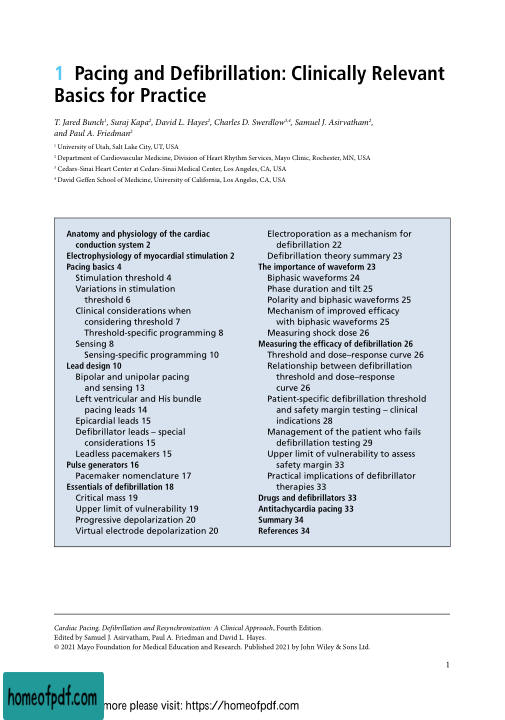 1 Pacing and Defibrillation: Clinically Relevant
Basics for Practice
T. Jared Bunch¹, Suraj Kapa², David L. Hayes², Charles D. Swerdlow³,⁴, Samuel J. Asirvatham²,
and Paul A. Friedman²
¹ University of Utah, Salt Lake City, UT, USA
² Department of Cardiovascular Medicine, Division of Heart Rhythm Services, Mayo Clinic, Rochester, MN, USA
³ Cedars-Sinai Heart Center at Cedars-Sinai Medical Center, Los Angeles, CA, USA
⁴ David Geffen School of Medicine, University of California, Los Angeles, CA, USA
Anatomy and physiology of the cardiac
conduction system 2
Electrophysiology of myocardial stimulation 2
Pacing basics 4
Stimulation threshold 4
Variations in stimulation
threshold 6
Clinical considerations when
considering threshold 7
Threshold-specific programming 8
Sensing 8
Sensing-specific programming 10
Lead design 10
Bipolar and unipolar pacing
and sensing 13
Left ventricular and His bundle
pacing leads 14
Epicardial leads 15
Defibrillator leads – special
considerations 15
Leadless pacemakers 15
Pulse generators 16
Pacemaker nomenclature 17
Essentials of defibrillation 18
Critical mass 19
Upper limit of vulnerability 19
Progressive depolarization 20
Virtual electrode depolarization 20
Electroporation as a mechanism for
defibrillation 22
Defibrillation theory summary 23
The importance of waveform 23
Biphasic waveforms 24
Phase duration and tilt 25
Polarity and biphasic waveforms 25
Mechanism of improved efficacy
with biphasic waveforms 25
Measuring shock dose 26
Measuring the efficacy of defibrillation 26
Threshold and dose–response curve 26
Relationship between defibrillation
threshold and dose–response
curve 26
Patient-specific defibrillation threshold
and safety margin testing – clinical
indications 28
Management of the patient who fails
defibrillation testing 29
Upper limit of vulnerability to assess
safety margin 33
Practical implications of defibrillator
therapies 33
Drugs and defibrillators 33
Antitachycardia pacing 33
Summary 34
References 34
Cardiac Pacing, Defibrillation and Resynchronization: A Clinical Approach, Fourth Edition.
Edited by Samuel J. Asirvatham, Paul A. Friedman and David L. Hayes.
© 2021 Mayo Foundation for Medical Education and Research. Published 2021 by John Wiley & Sons Ltd.
1
homeofpdf.com
more please visit: https://homeofpdf.com